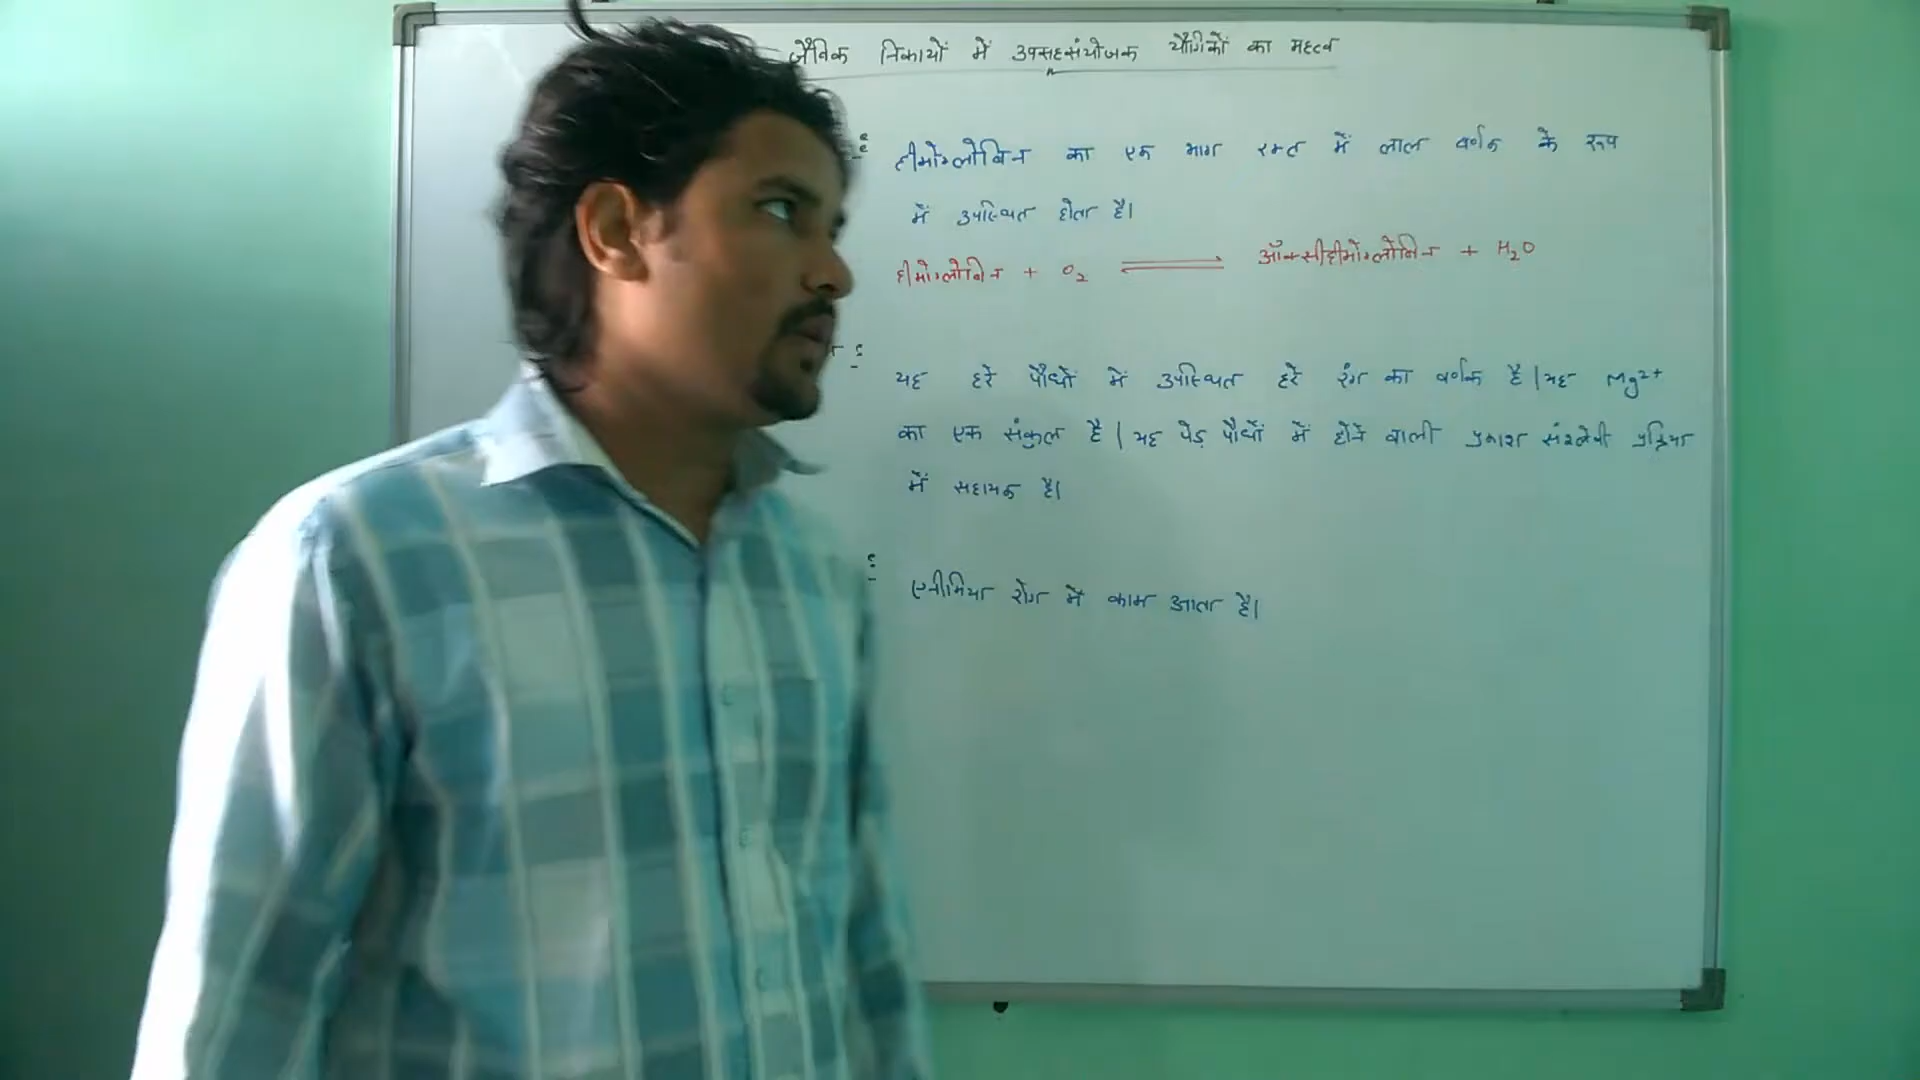 जैविक निकायों में उपसहसंयोजक यौगिकों का महत्व
हीमोग्लोबिन का एक भाग रक्त में लाल वर्णक के रूप
में उपस्थित होता है।
हीमोग्लोबिन + O₂ ⇌ ऑक्सीहीमोग्लोबिन + H₂O
यह हरे पौधों में उपस्थित हरे रंग का वर्णक है। यह Mg²⁺
का एक संकुल है। यह पेड़ पौधों में होने वाली प्रकाश संश्लेषी प्रक्रिया
में सहायक है।
एनीमिया रोग में काम आता है।